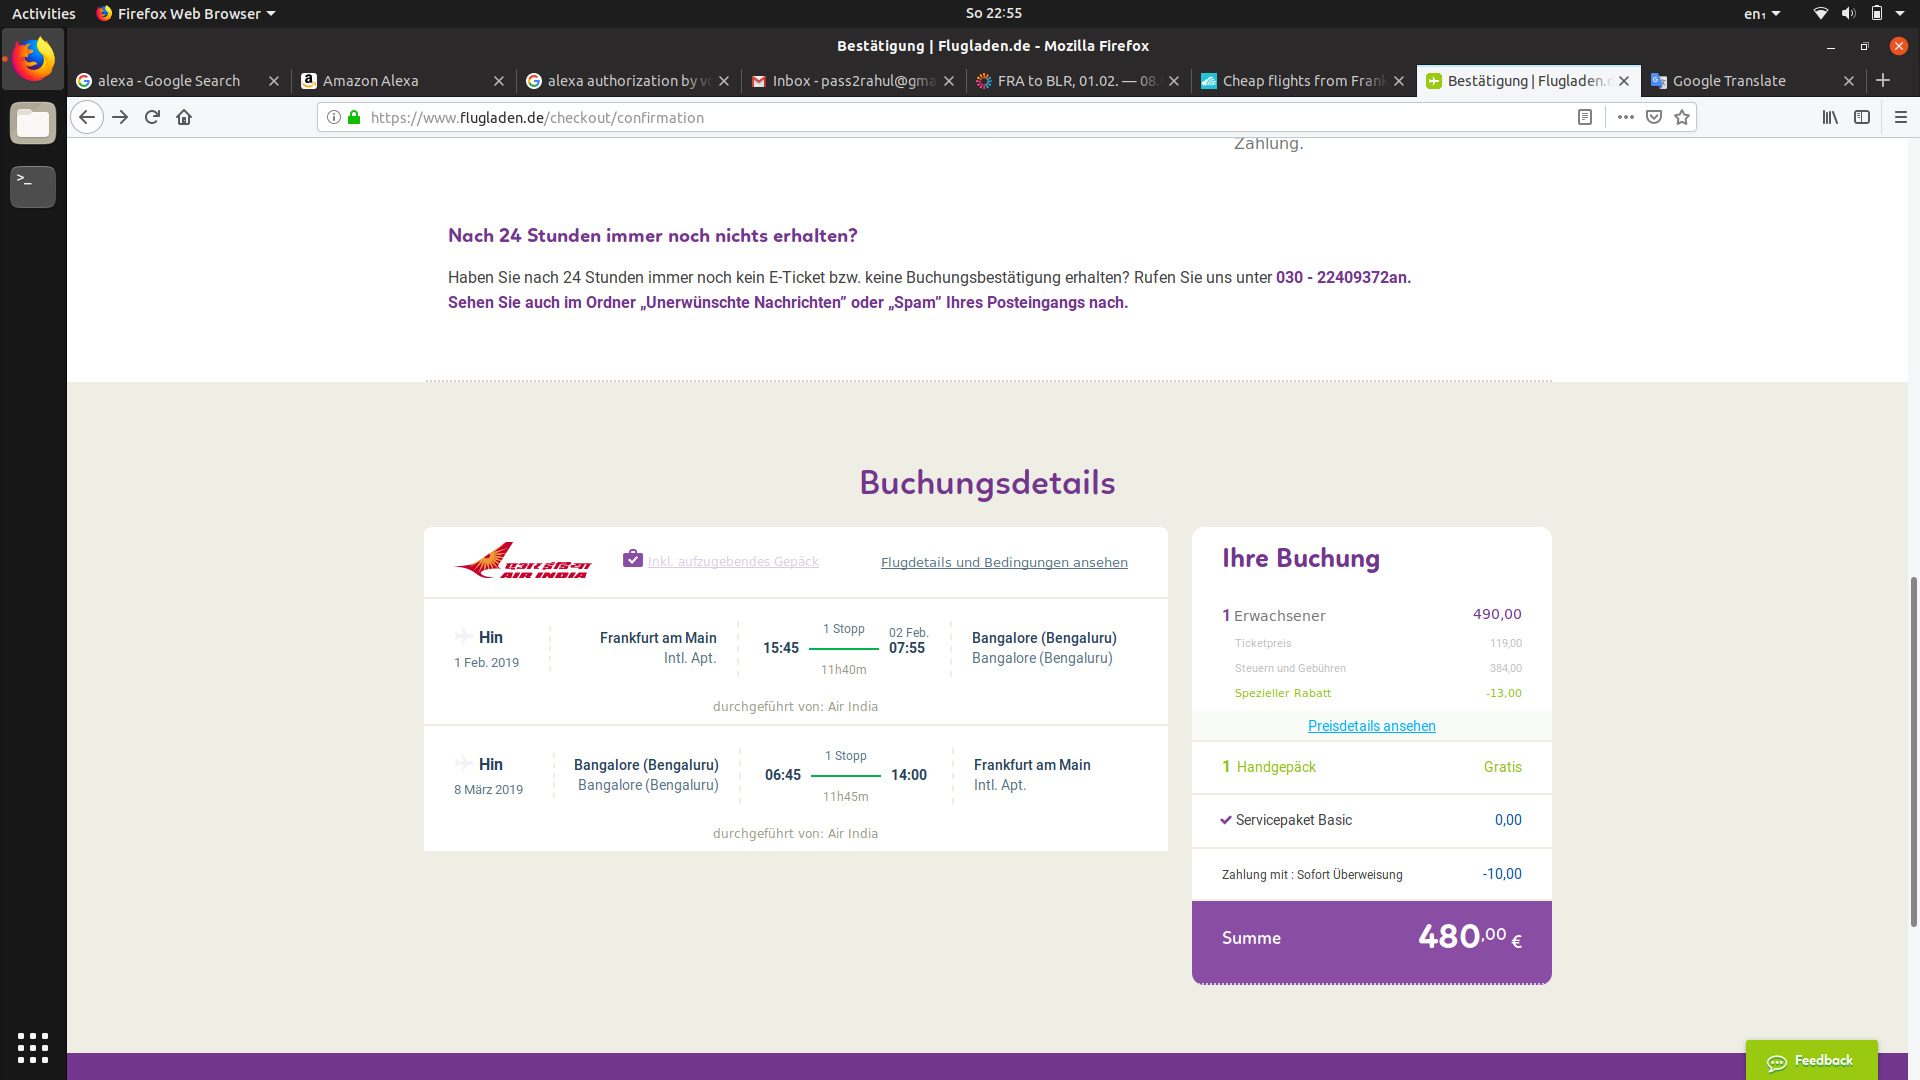 Activities
Firefox Web Browser
So 22:55
en₁
Bestätigung | Flugladen.de - Mozilla Firefox
alexa - Google Search
Amazon Alexa
alexa authorization by vo
Inbox - pass2rahul@gma
FRA to BLR, 01.02. — 08.
Cheap flights from Frank
Bestätigung | Flugladen.d
Google Translate
https://www.flugladen.de/checkout/confirmation
Zahlung.
Nach 24 Stunden immer noch nichts erhalten?
Haben Sie nach 24 Stunden immer noch kein E-Ticket bzw. keine Buchungsbestätigung erhalten? Rufen Sie uns unter 030 - 22409372an.
Sehen Sie auch im Ordner „Unerwünschte Nachrichten” oder „Spam” Ihres Posteingangs nach.
Buchungsdetails
एअर इंडिया
AIR INDIA
Inkl. aufzugebendes Gepäck
Flugdetails und Bedingungen ansehen
Hin
1 Feb. 2019
Frankfurt am Main
Intl. Apt.
15:45
1 Stopp
11h40m
02 Feb.
07:55
Bangalore (Bengaluru)
Bangalore (Bengaluru)
durchgeführt von: Air India
Hin
8 März 2019
Bangalore (Bengaluru)
Bangalore (Bengaluru)
06:45
1 Stopp
11h45m
14:00
Frankfurt am Main
Intl. Apt.
durchgeführt von: Air India
Ihre Buchung
1 Erwachsener 490,00
Ticketpreis 119,00
Steuern und Gebühren 384,00
Spezieller Rabatt -13,00
Preisdetails ansehen
1 Handgepäck Gratis
Servicepaket Basic 0,00
Zahlung mit : Sofort Überweisung -10,00
Summe 480,00 €
Feedback